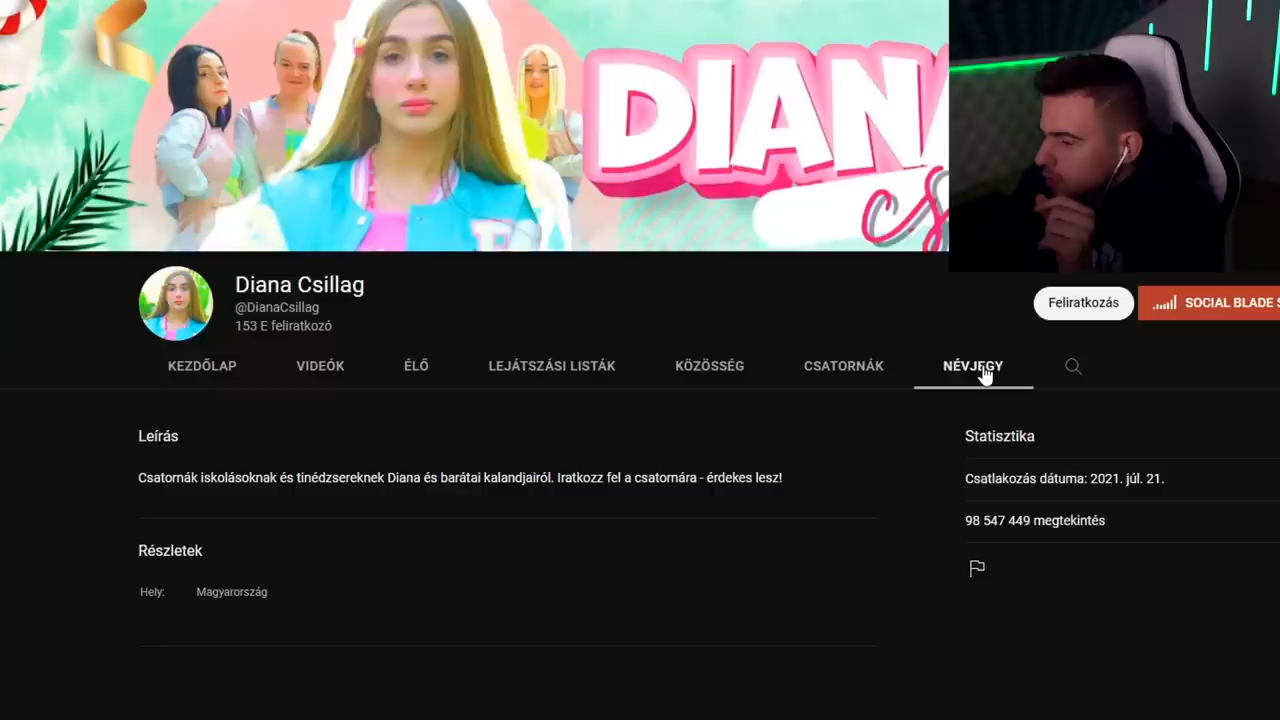 DIAN
Diana Csillag
@DianaCsillag
153 E feliratkozó
Feliratkozás
SOCIAL BLADE
KEZDŐLAP
VIDEÓK
ÉLŐ
LEJÁTSZÁSI LISTÁK
KÖZÖSSÉG
CSATORNÁK
NÉVJEGY
Leírás
Csatornák iskolásoknak és tinédzsereknek Diana és barátai kalandjairól. Iratkozz fel a csatornára - érdekes lesz!
Részletek
Hely: Magyarország
Statisztika
Csatlakozás dátuma: 2021. júl. 21.
98 547 449 megtekintés